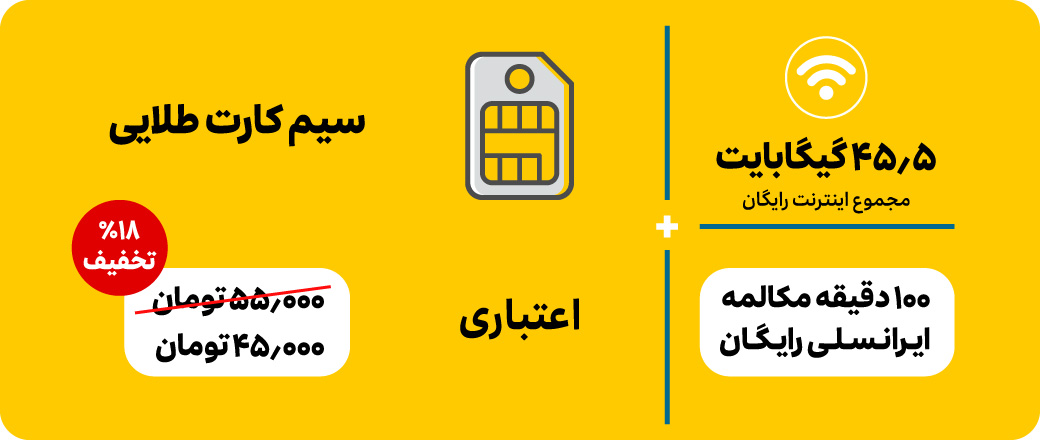 ۴۵٫۵ گیگابایت
مجموع اینترنت رایگان
+
۱۰۰ دقیقه مکالمه
ایرانسلی رایگان
سیم کارت طلایی
اعتباری
%۱۸
تخفیف
۵۵٫۰۰۰ تومان
۴۵٫۰۰۰ تومان